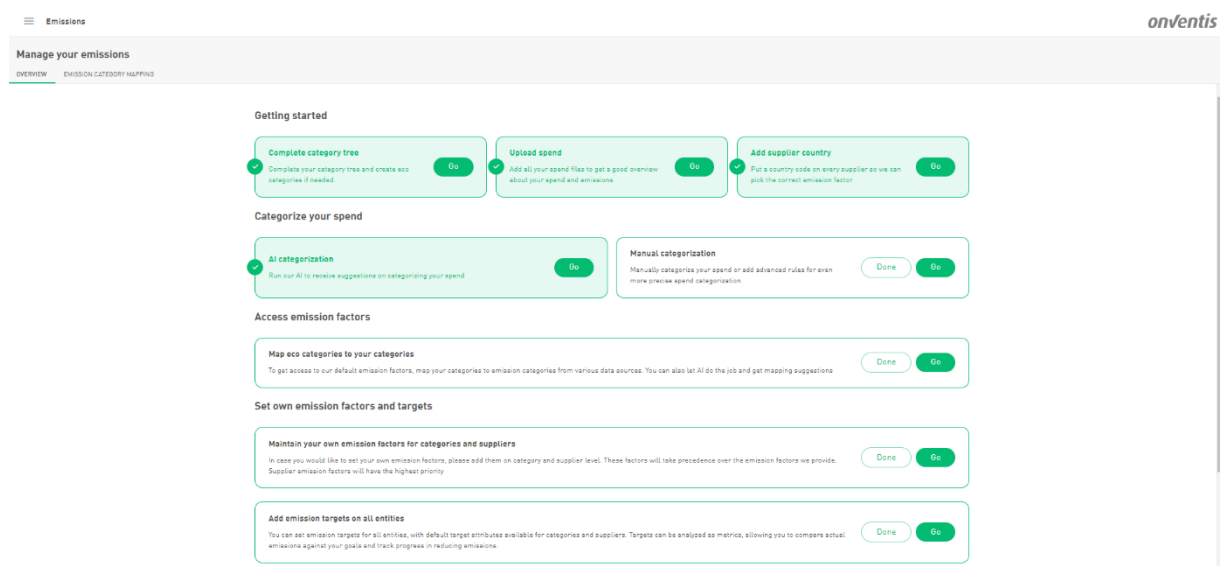 Emissions
onventis
Manage your emissions
OVERVIEW EMISSION CATEGORY MAPPING
Getting started
Complete category tree
Complete your category tree and create eco
categories if needed.
Go
Upload spend
Add all your spend files to get a good overview
about your spend and emissions
Go
Add supplier country
Put a country code on every supplier so we can
pick the correct emission factor
Go
Categorize your spend
AI categorization
Run our AI to receive suggestions on categorizing your spend
Go
Manual categorization
Manually categorize your spend or add advanced rules for even
more precise spend categorization
Done Go
Access emission factors
Map eco categories to your categories
To get access to our default emission factors, map your categories to emission categories from various data sources. You can also let AI do the job and get mapping suggestions
Done Go
Set own emission factors and targets
Maintain your own emission factors for categories and suppliers
In case you would like to set your own emission factors, please add them on category and supplier level. These factors will take precedence over the emission factors we provide.
Supplier emission factors will have the highest priority
Done Go
Add emission targets on all entities
You can set emission targets for all entities, with default target attributes available for categories and suppliers. Targets can be analyzed as metrics, allowing you to compare actual
emissions against your goals and track progress in reducing emissions.
Done Go